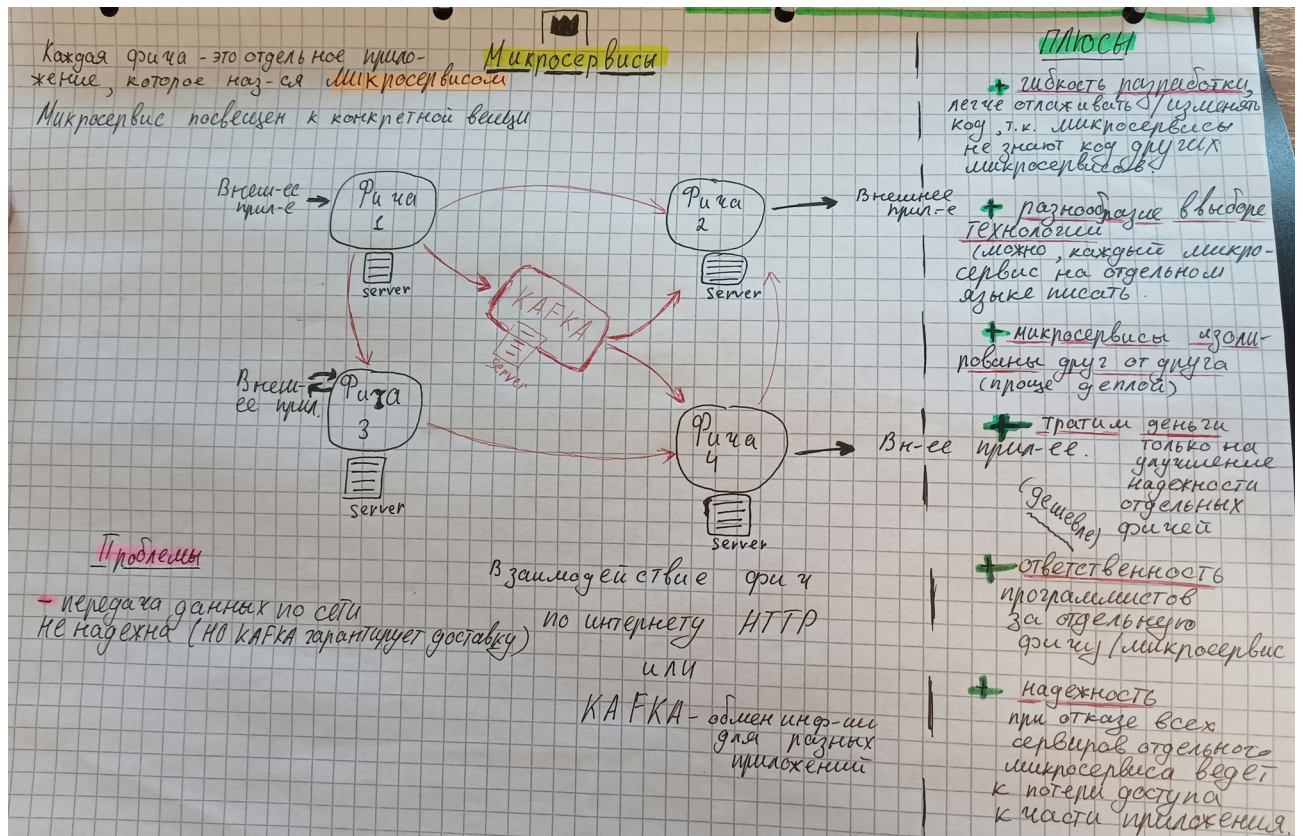 Микросервисы
Каждая фича - это отдельное прило-
жение, которое наз-ся микросервисом
Микросервис посвещен к конкретной вещи
Внеш-ее
прил-е
Фича
1
server
Фича
2
server
Внешнее
прил-е
KAFKA
server
Внеш-
ее прил.
Фича
3
server
Фича
4
server
Вн-ее прил-ее.
Проблемы
- передача данных по сети
не надежна (НО KAFKA гарантирует доставку)
Взаимодействие фич
по интернету HTTP
или
KAFKA - обмен инф-ии
для разных
приложений
ПЛЮСЫ
+ гибкость разработки,
легче отлаживать / изменять
код, т.к. микросервисы
не знают код других
микросервисов.
+ разнообразие в выборе
технологий
(можно, каждый микро-
сервис на отдельном
языке писать.
+ микросервисы изоли-
рованы друг от друга
(проще деплой)
+ тратим деньги
только на
улучшение
надежности
отдельных
фичей
(дешевле)
+ ответственность
программистов
за отдельную
фичу / микросервис
+ надежность
при отказе всех
сервиров отдельного
микросервиса ведет
к потери доступа
к части приложения.